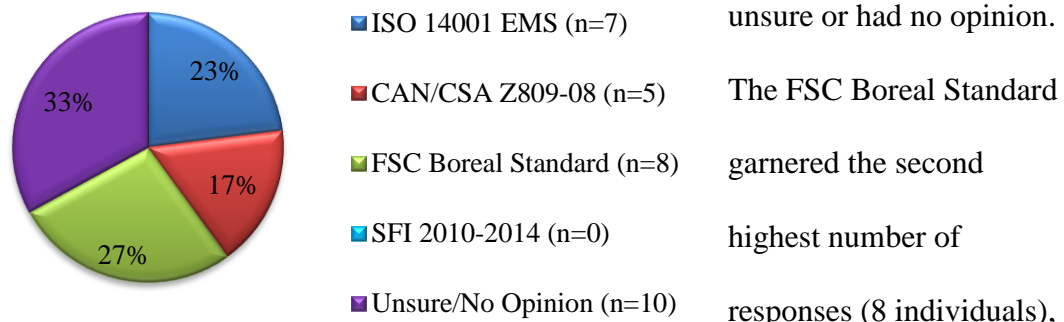 23%
33%
17%
27%
ISO 14001 EMS (n=7)
CAN/CSA Z809-08 (n=5)
FSC Boreal Standard (n=8)
SFI 2010-2014 (n=0)
Unsure/No Opinion (n=10)
unsure or had no opinion.
The FSC Boreal Standard
garnered the second
highest number of
responses (8 individuals),